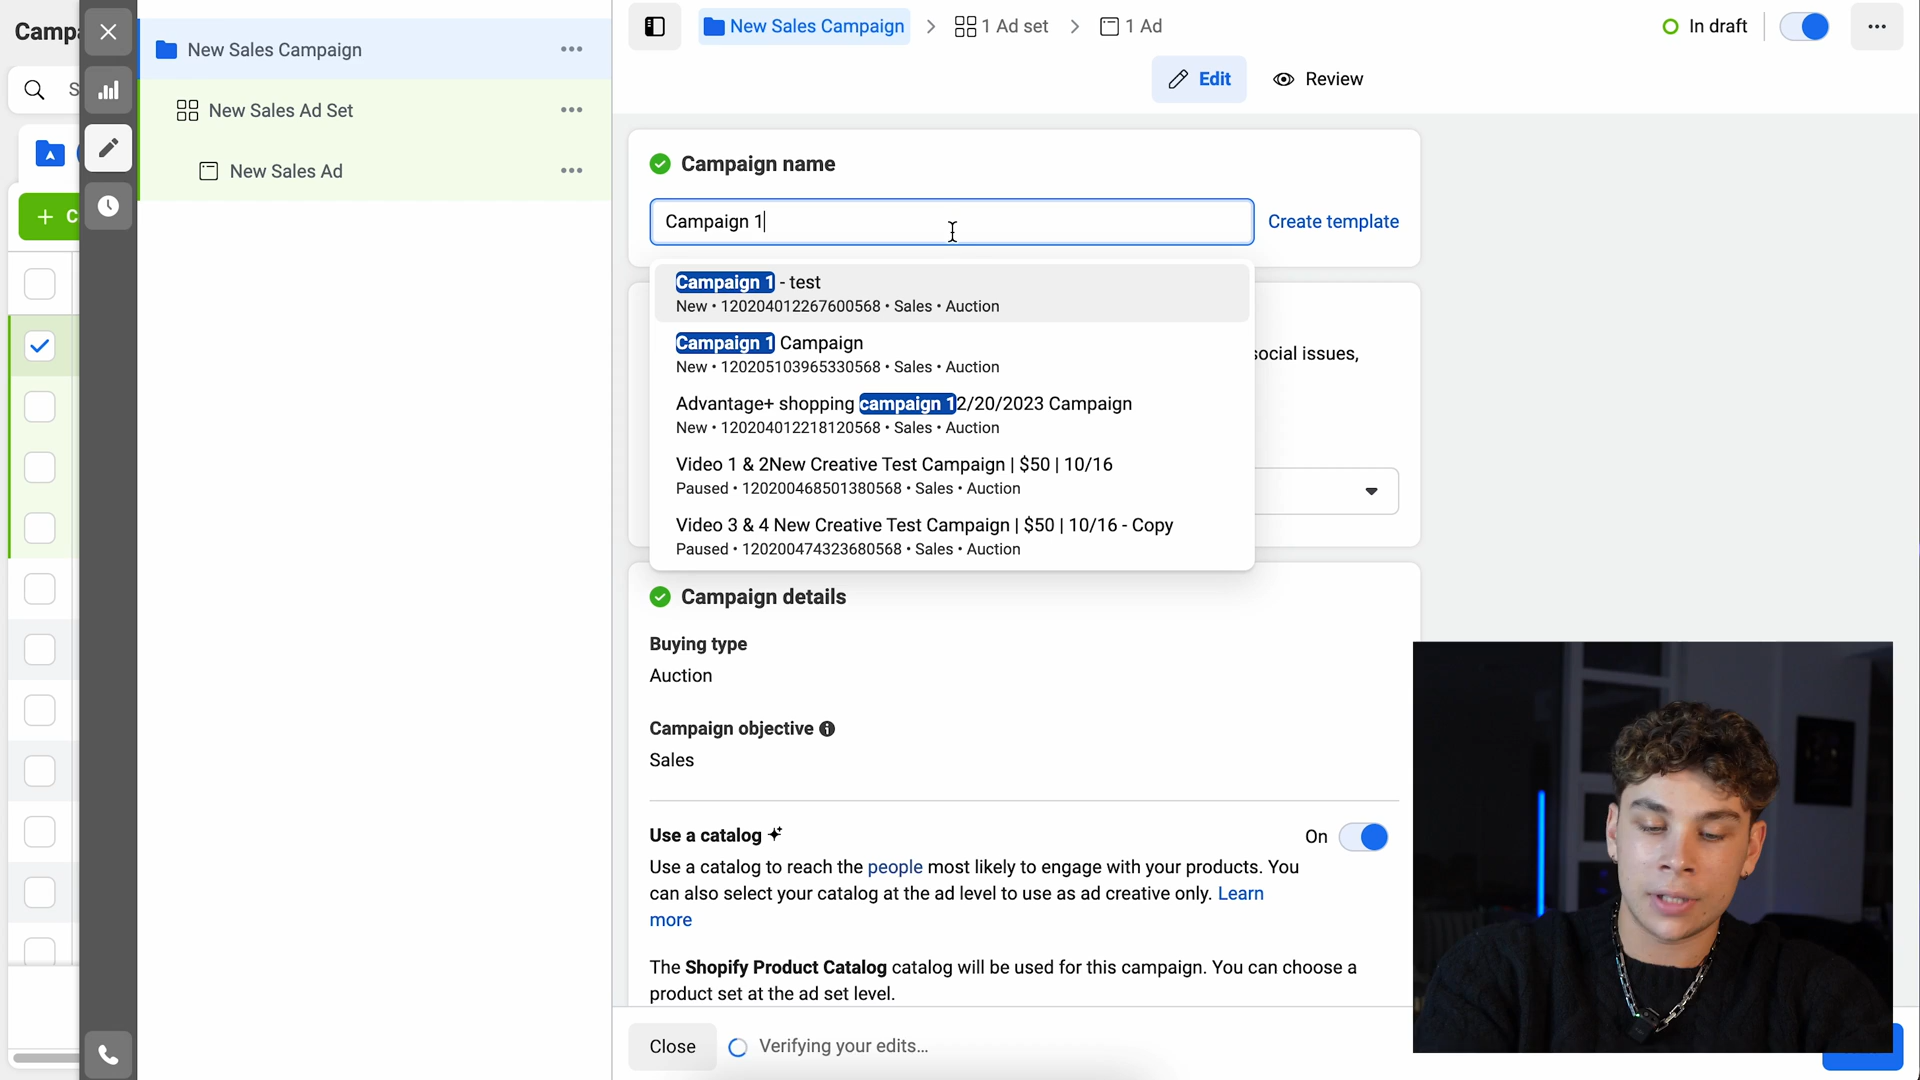 Campa
S
C
New Sales Campaign
New Sales Ad Set
New Sales Ad
New Sales Campaign
1 Ad set
1 Ad
In draft
Edit
Review
Campaign name
Campaign 1
Create template
Campaign 1 - test
New • 120204012267600568 • Sales • Auction
Campaign 1 Campaign
New • 120205103965330568 • Sales • Auction
Advantage+ shopping campaign 12/20/2023 Campaign
New • 120204012218120568 • Sales • Auction
Video 1 & 2New Creative Test Campaign | $50 | 10/16
Paused • 120200468501380568 • Sales • Auction
Video 3 & 4 New Creative Test Campaign | $50 | 10/16 - Copy
Paused • 120200474323680568 • Sales • Auction
social issues,
Campaign details
Buying type
Auction
Campaign objective
Sales
Use a catalog
On
Use a catalog to reach the people most likely to engage with your products. You
can also select your catalog at the ad level to use as ad creative only. Learn
more
The Shopify Product Catalog catalog will be used for this campaign. You can choose a
product set at the ad set level.
Close
Verifying your edits...